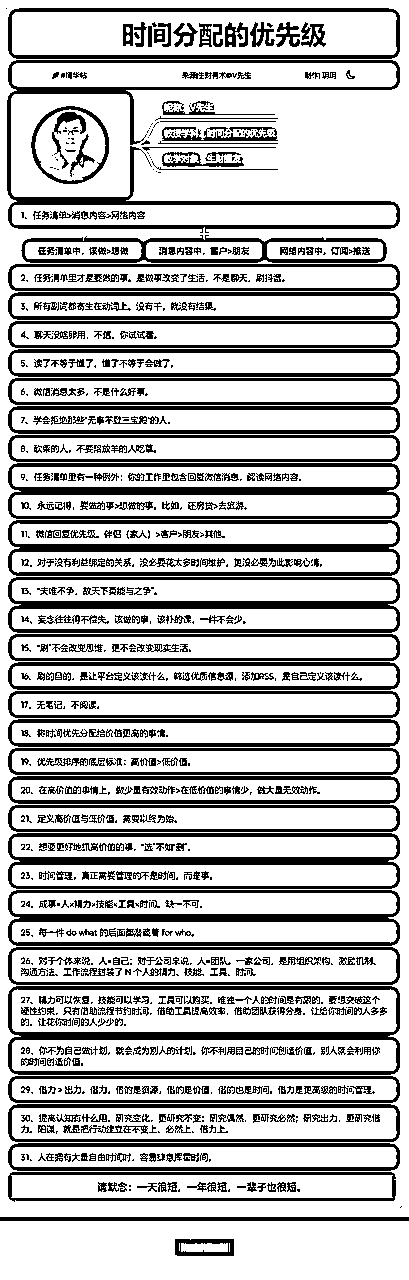 时间分配的优先级
来源|生财有术@V先生
制作|玥玥
昵称：V先生
教授学科：时间分配的优先级
教学对象：生财圈友
1、任务清单>消息内容>网络内容
任务清单中，该做>想做
消息内容中，客户>朋友
网络内容中，订阅>推送
2、任务清单里才是要做的事。是做事改变了生活，不是聊天，刷抖音。
3、所有副词都寄生在动词上。没有干，就没有结果。
4、聊天没啥卵用，不信，你试试看。
5、读了不等于懂了，懂了不等于会做了。
6、微信消息太多，不是什么好事。
7、学会拒绝那些“无事不登三宝殿”的人。
8、砍柴的人，不要陪放羊的人吃草。
9、任务清单里有一种例外：你的工作里包含回复微信消息，解读网络内容。
10、永远记得，要做的事>想做的事。比如，还房贷>去旅游。
11、微信回复优先级。伴侣（家人）>客户>朋友>其他。
12、对于没有利益绑定的关系，没必要花太多时间维护，更没必要为此影响心情。
13、“夫唯不争，故天下莫能与之争”。
14、妄念往往得不偿失。该做的事，该补的课，一件不会少。
15、“刷”不会改变思维，更不会改变现实生活。
16、刷的目的，是让平台定义该读什么，筛选优质信息源，添加RSS，是自己定义该读什么。
17、无笔记，不阅读。
18、将时间优先分配给价值更高的事情。
19、优先级排序的底层标准：高价值>低价值。
20、在高价值的事情上，做少量有效动作>在低价值的事情少，做大量无效动作。
21、定义高价值与低价值，需要以终为始。
22、想要更好地抓高价值的事，“选”不如“删”。
23、时间管理，真正需要管理的不是时间，而是事。
24、成事=人×精力×技能×工具×时间。缺一不可。
25、每一件 do what 的后面都潜藏着 for who。
26、对于个体来说，人=自己；对于公司来说，人=团队。一家公司，是用组织架构、激励机制、
沟通方法、工作流程封装了 N 个人的精力、技能、工具、时间。
27、精力可以恢复，技能可以学习，工具可以购买，唯独一个人的时间是有限的。要想突破这个
硬性约束，只有借助流程节约时间，借助工具提高效率，借助团队获得分身。让给你时间的人多多
的，让花你时间的人少少的。
28、你不为自己做计划，就会成为别人的计划。你不利用自己的时间创造价值，别人就会利用你
的时间创造价值。
29、借力>出力。借力，借的是资源，借的是价值，借的也是时间。借力是更高级的时间管理。
30、提高认知有什么用。研究变化，更研究不变；研究偶然，更研究必然；研究出力，更研究借
力。阳谋，就是把行动建立在不变上、必然上、借力上。
31、人在拥有大量自由时间时，容易肆意挥霍时间。
请默念：一天很短，一年很短，一辈子也很短。